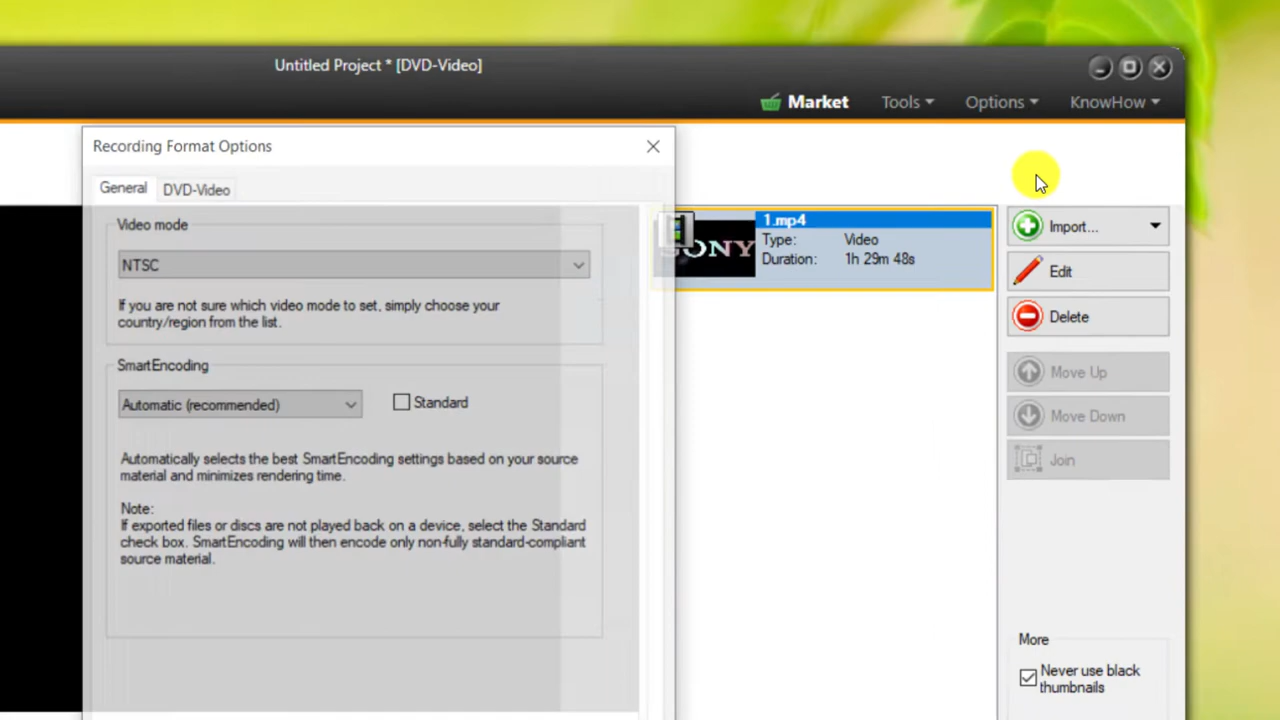 Untitled Project * [DVD-Video]
Market
Tools
Options
KnowHow
Recording Format Options
General
DVD-Video
Video mode
NTSC
If you are not sure which video mode to set, simply choose your
country/region from the list.
SmartEncoding
Automatic (recommended)
Standard
Automatically selects the best SmartEncoding settings based on your source
material and minimizes rendering time.
Note:
If exported files or discs are not played back on a device, select the Standard
check box. SmartEncoding will then encode only non-fully standard-compliant
source material.
SONY
1.mp4
Type: Video
Duration: 1h 29m 48s
Import...
Edit
Delete
Move Up
Move Down
Join
More
Never use black
thumbnails